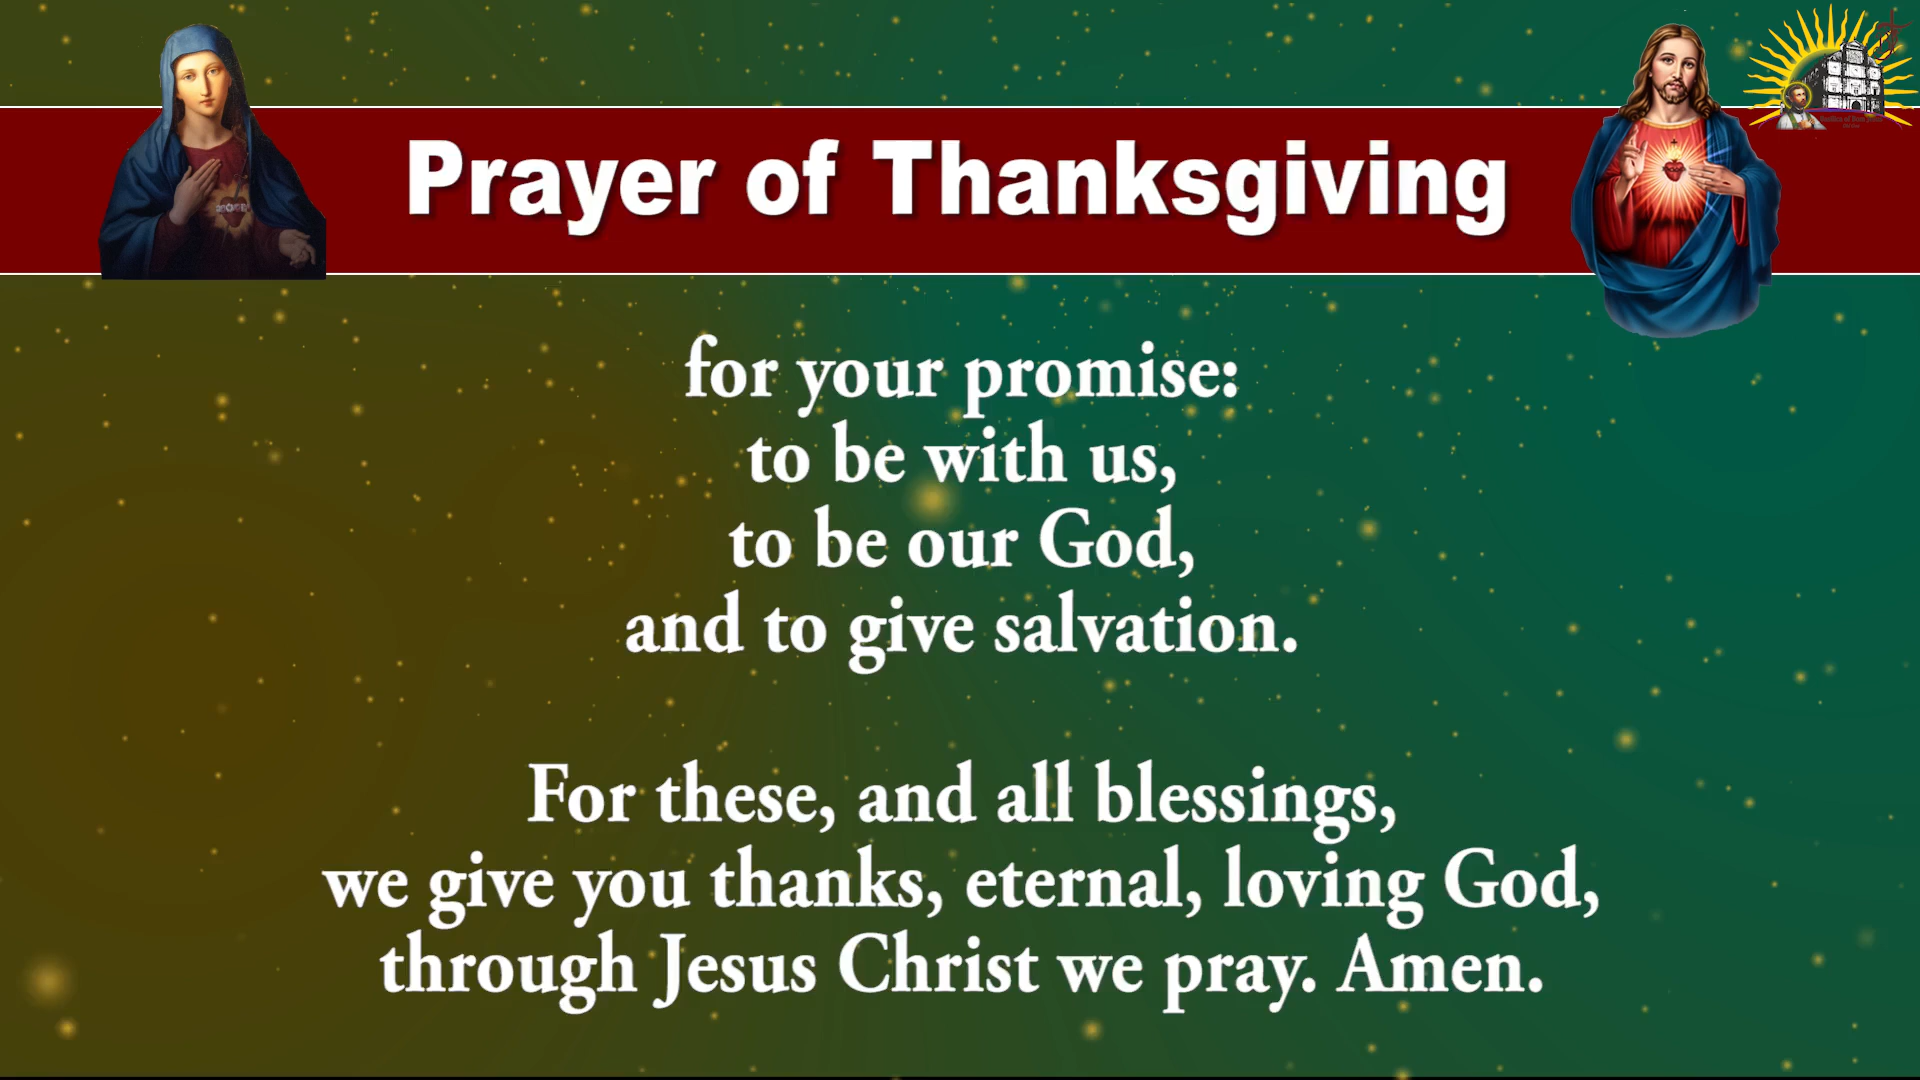 Prayer of Thanksgiving
for your promise:
to be with us,
to be our God,
and to give salvation.
For these, and all blessings,
we give you thanks, eternal, loving God,
through Jesus Christ we pray. Amen.